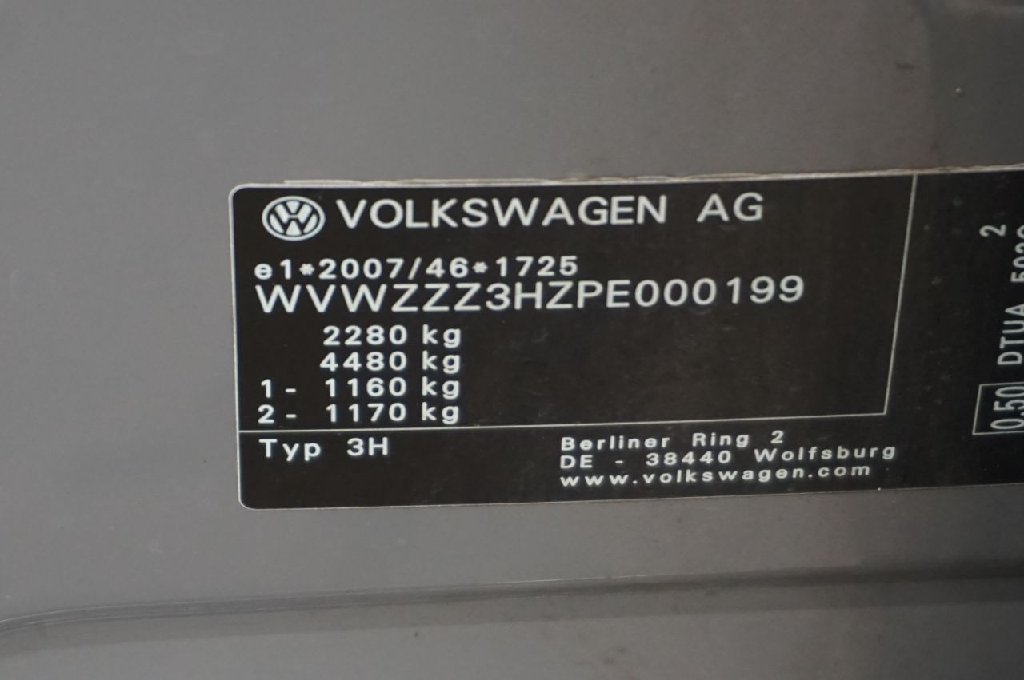 VOLKSWAGEN AG
e1*2007/46*1725
WVWZZZ3HZPE000199
2280 kg
4480 kg
1 - 1160 kg
2 - 1170 kg
Typ 3H
Berliner Ring 2
DE - 38440 Wolfsburg
www.volkswagen.com
2
DTUA
0.50